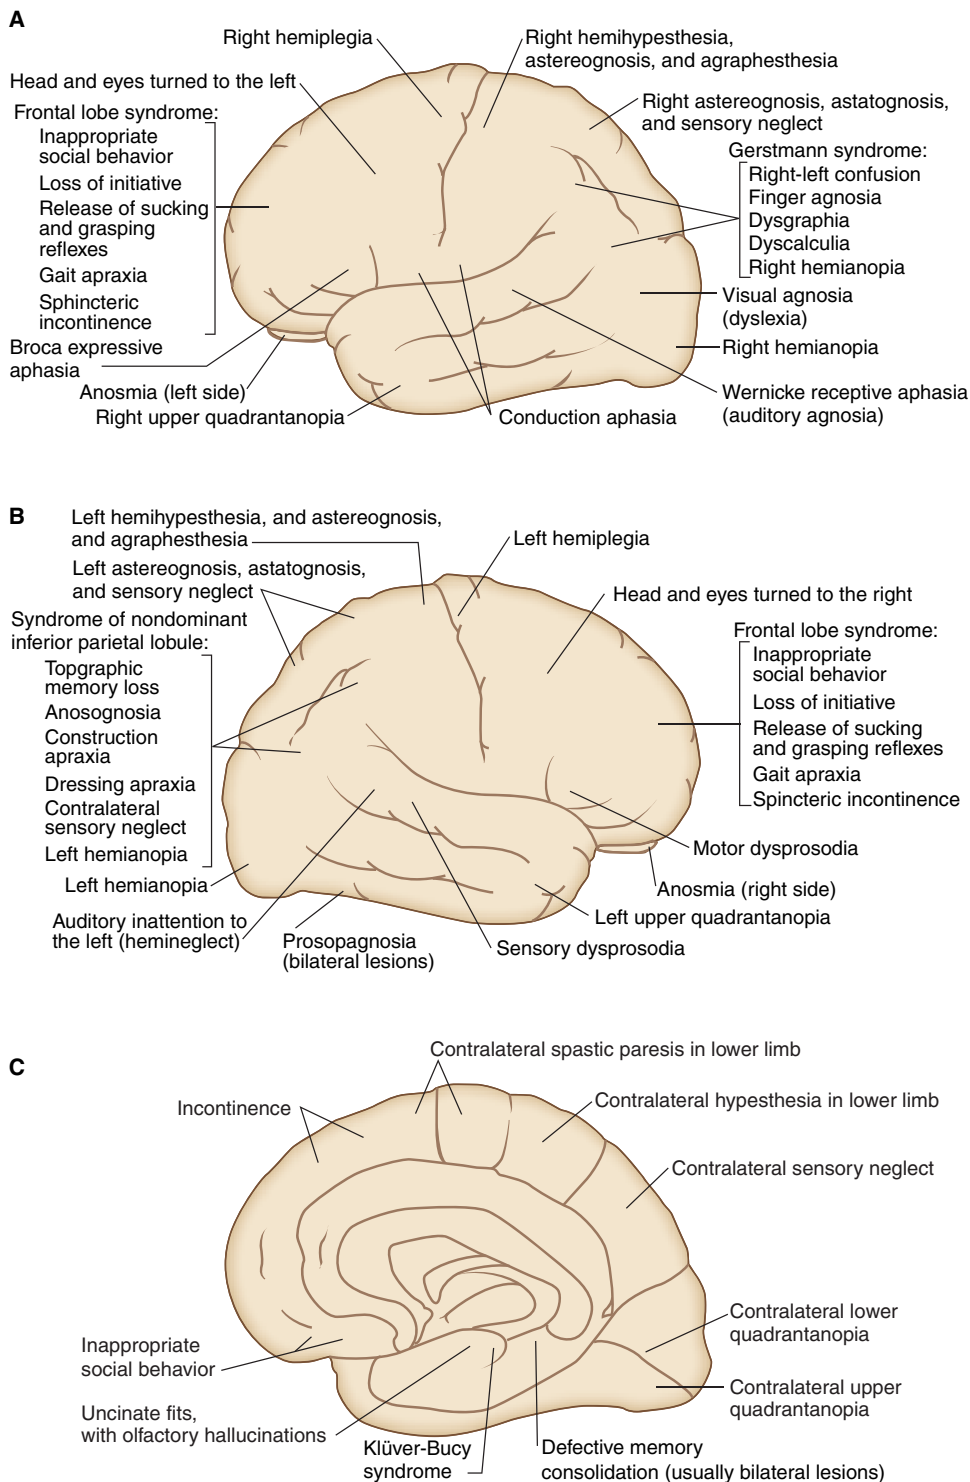 A
Right hemiplegia
Right hemihypesthesia,
astereognosis, and agraphesthesia
Head and eyes turned to the left
Right astereognosis, astatognosis,
and sensory neglect
Frontal lobe syndrome:
Inappropriate
social behavior
Loss of initiative
Release of sucking
and grasping
reflexes
Gait apraxia
Sphincteric
incontinence
Gerstmann syndrome:
Right-left confusion
Finger agnosia
Dysgraphia
Dyscalculia
Right hemianopia
Visual agnosia
(dyslexia)
Right hemianopia
Broca expressive
aphasia
Anosmia (left side)
Right upper quadrantanopia
Conduction aphasia
Wernicke receptive aphasia
(auditory agnosia)
B
Left hemihypesthesia, and astereognosis,
and agraphesthesia
Left hemiplegia
Left astereognosis, astatognosis,
and sensory neglect
Head and eyes turned to the right
Syndrome of nondominant
inferior parietal lobule:
Topgraphic
memory loss
Anosognosia
Construction
apraxia
Dressing apraxia
Contralateral
sensory neglect
Left hemianopia
Frontal lobe syndrome:
Inappropriate
social behavior
Loss of initiative
Release of sucking
and grasping reflexes
Gait apraxia
Spincteric incontinence
Motor dysprosodia
Left hemianopia
Anosmia (right side)
Auditory inattention to
the left (hemineglect)
Left upper quadrantanopia
Prosopagnosia
(bilateral lesions)
Sensory dysprosodia
C
Contralateral spastic paresis in lower limb
Incontinence
Contralateral hypesthesia in lower limb
Contralateral sensory neglect
Contralateral lower
quadrantanopia
Inappropriate
social behavior
Contralateral upper
quadrantanopia
Uncinate fits,
with olfactory hallucinations
Klüver-Bucy
syndrome
Defective memory
consolidation (usually bilateral lesions)